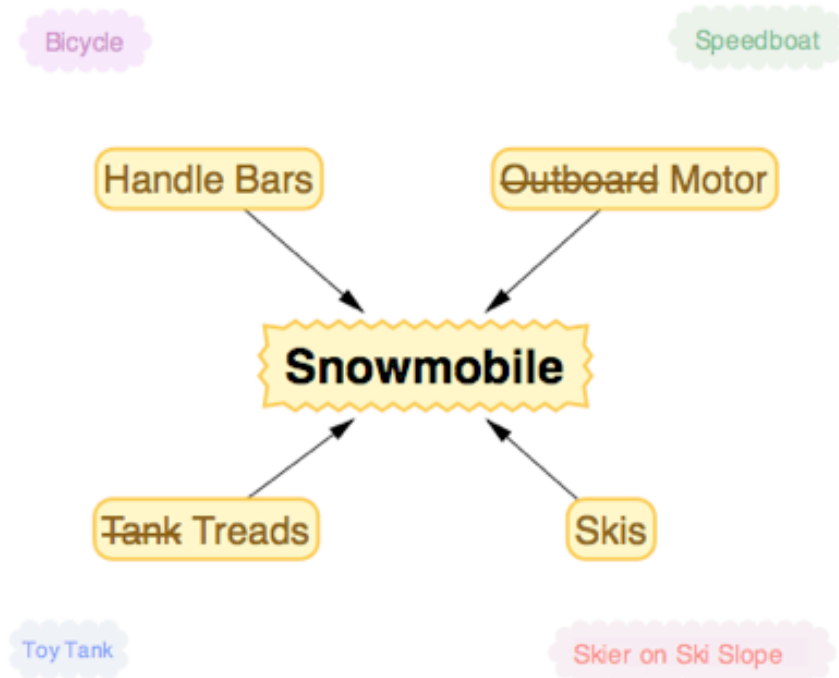 Bicycle
Speedboat
Handle Bars
Outboard Motor
Snowmobile
Tank Treads
Skis
Toy Tank
Skier on Ski Slope